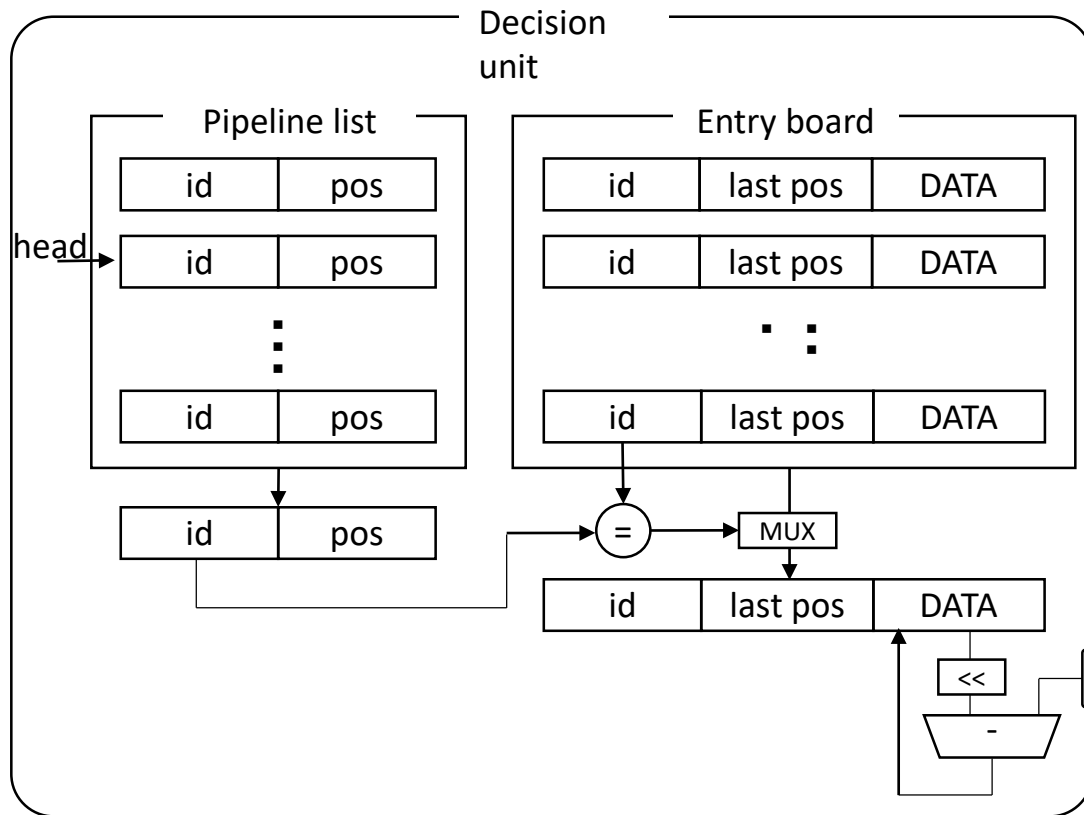 Decision
unit
Pipeline list
Entry board
id pos
id last pos DATA
head
id pos
id last pos DATA
id pos
id last pos DATA
id pos
=
MUX
id last pos DATA
<<
-